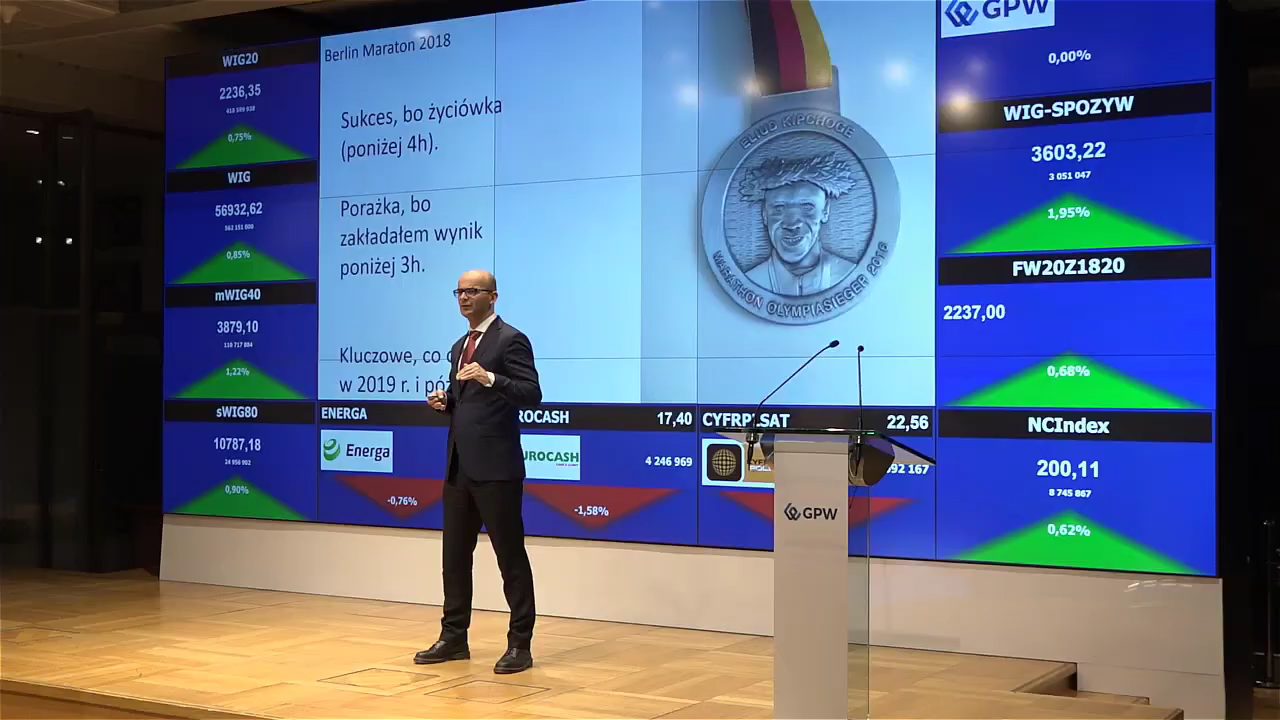 WIG20
2236,35
0,75%
WIG
56932,62
0,85%
mWIG40
3879,10
1,22%
sWIG80
10787,18
0,90%
Berlin Maraton 2018
Sukces, bo życiówka
(poniżej 4h).
Porażka, bo
zakładałem wynik
poniżej 3h.
Kluczowe, co
w 2019 r. i
ELIUD KIPCHOGE
MARATHON OLYMPIASIEGER 2016
ENERGA
Energa
-0,76%
ROCASH 17,40
UROCASH
4 246 969
-1,58%
CYFRPLSAT 22,56
92 167
GPW
0,00%
WIG-SPOZYW
3603,22
3 051 047
1,95%
FW20Z1820
2237,00
0,68%
NCIndex
200,11
8 745 867
0,62%
GPW